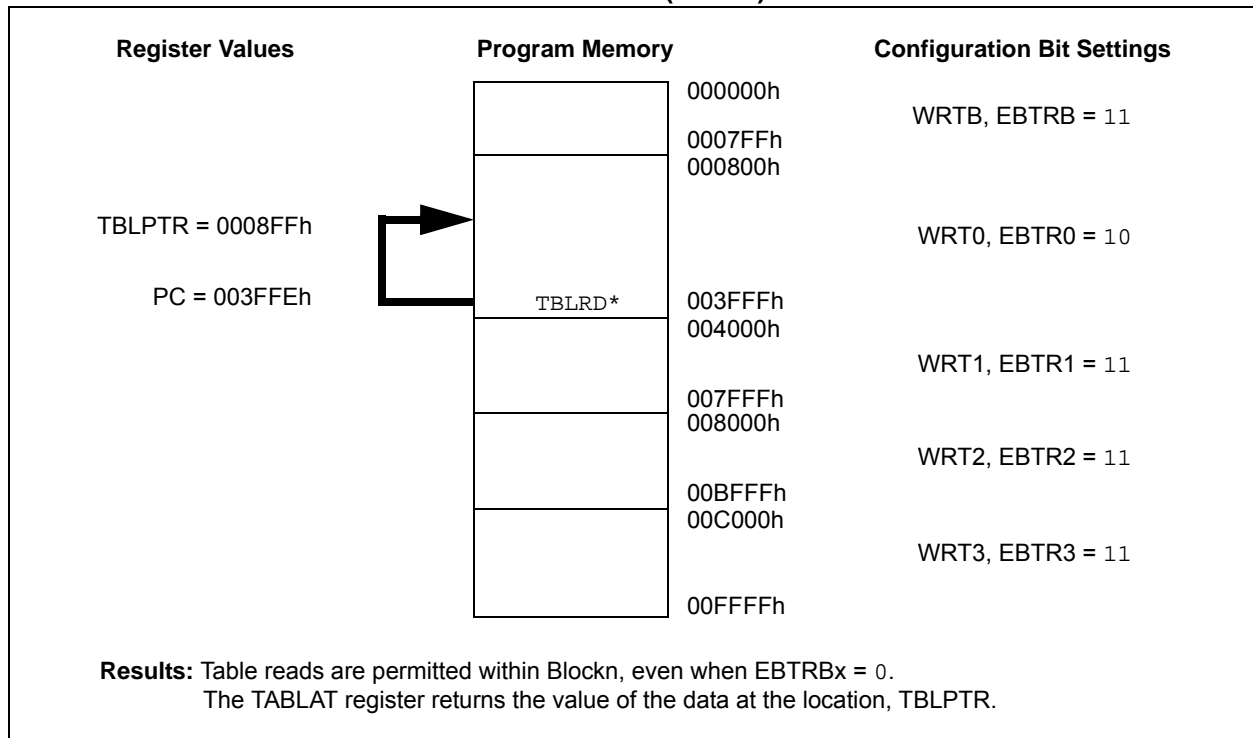 Register Values Program Memory Configuration Bit Settings
000000h
WRTB, EBTRB = 11
0007FFh
000800h
TBLPTR = 0008FFh
WRT0, EBTR0 = 10
PC = 003FFEh
TBLRD*
003FFFh
004000h
WRT1, EBTR1 = 11
007FFFh
008000h
WRT2, EBTR2 = 11
00BFFFh
00C000h
WRT3, EBTR3 = 11
00FFFFh
Results: Table reads are permitted within Blockn, even when EBTRBx = 0.
The TABLAT register returns the value of the data at the location, TBLPTR.